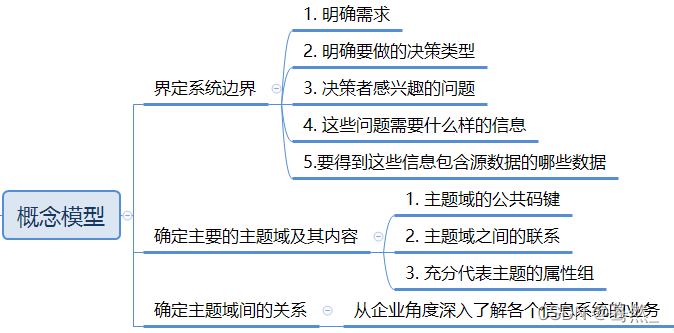 1. 明确需求
2. 明确要做的决策类型
界定系统边界
3. 决策者感兴趣的问题
4. 这些问题需要什么样的信息
5.要得到这些信息包含源数据的哪些数据
概念模型
1. 主题域的公共码键
确定主要的主题域及其内容
2. 主题域之间的联系
3. 充分代表主题的属性组
确定主题域间的关系
从企业角度深入了解各个信息系统的业务